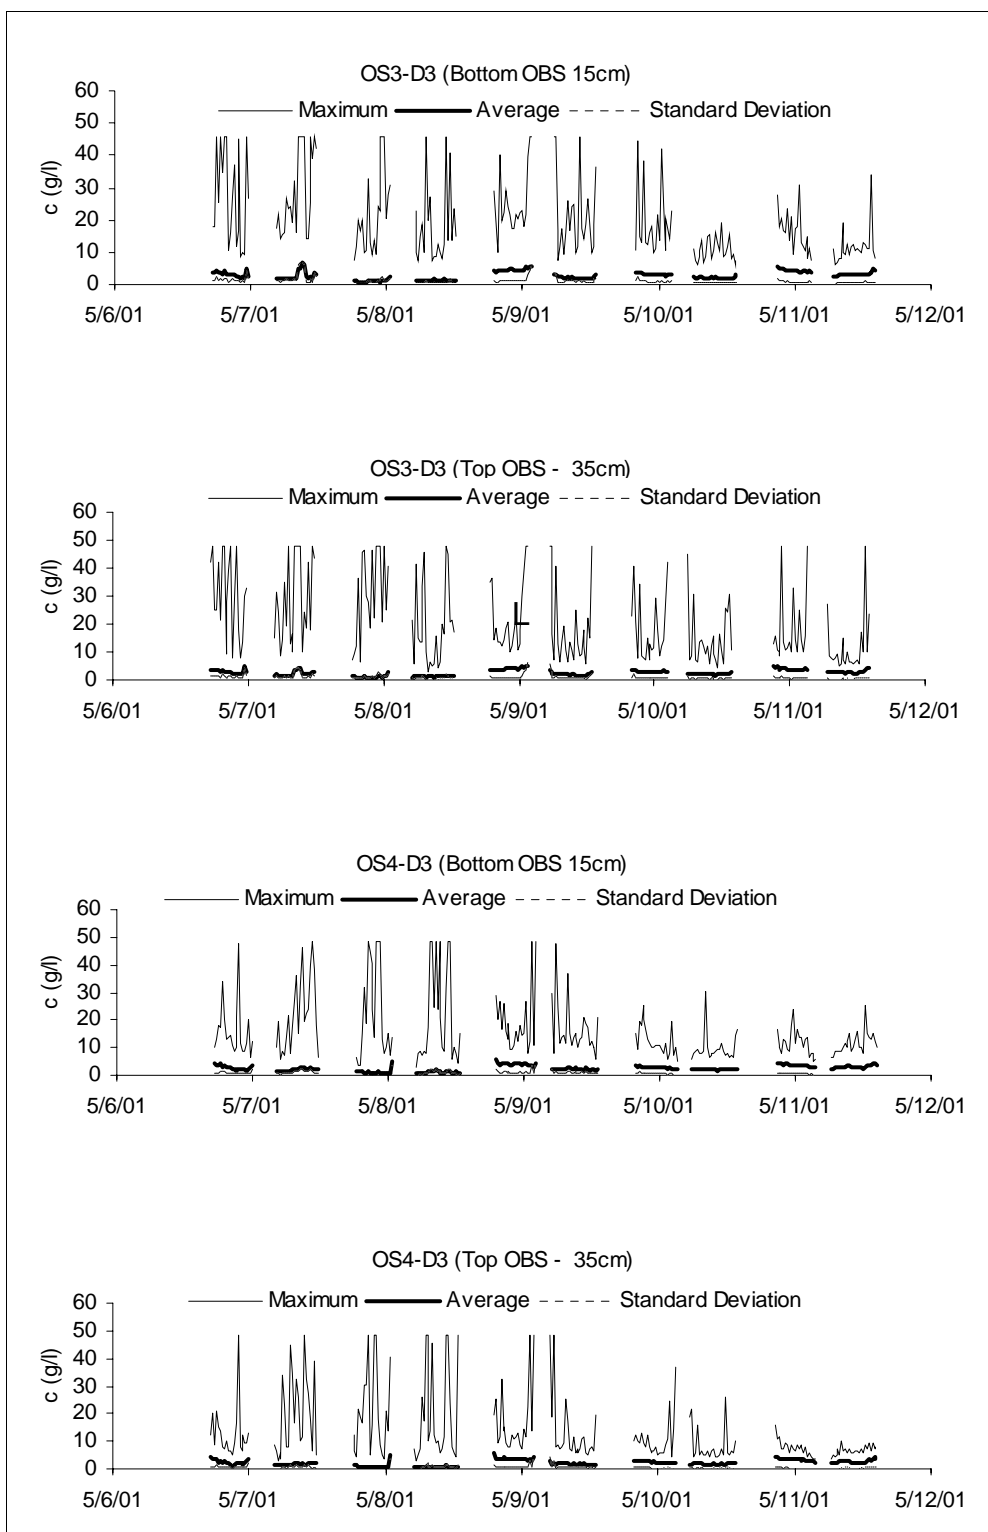 OS3-D3 (Bottom OBS 15cm)
Maximum Average Standard Deviation
60
50
40
30
20
10
0
c (g/l)
5/6/01 5/7/01 5/8/01 5/9/01 5/10/01 5/11/01 5/12/01
OS3-D3 (Top OBS - 35cm)
Maximum Average Standard Deviation
60
50
40
30
20
10
0
c (g/l)
5/6/01 5/7/01 5/8/01 5/9/01 5/10/01 5/11/01 5/12/01
OS4-D3 (Bottom OBS 15cm)
Maximum Average Standard Deviation
60
50
40
30
20
10
0
c (g/l)
5/6/01 5/7/01 5/8/01 5/9/01 5/10/01 5/11/01 5/12/01
OS4-D3 (Top OBS - 35cm)
Maximum Average Standard Deviation
60
50
40
30
20
10
0
c (g/l)
5/6/01 5/7/01 5/8/01 5/9/01 5/10/01 5/11/01 5/12/01